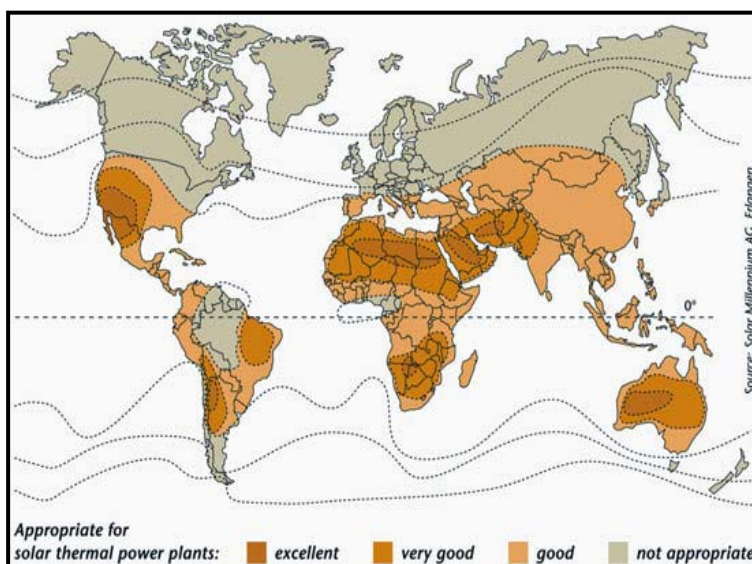 Source: Solar Millennium AG, Erlangen
0°
Appropriate for
solar thermal power plants: excellent very good good not appropriate